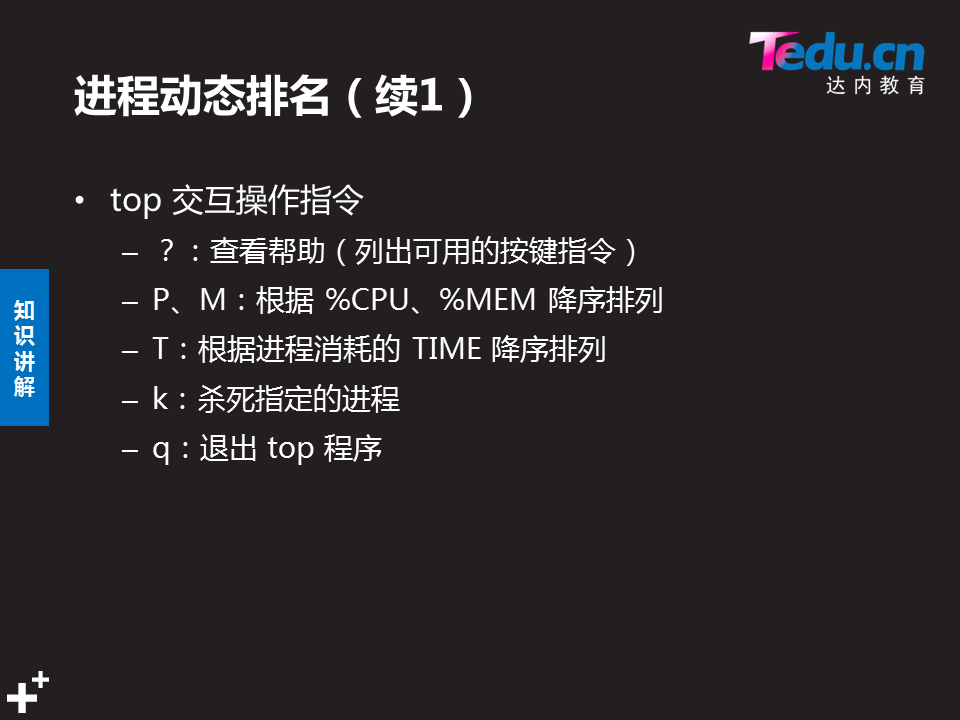 Tedu.cn
达内教育
进程动态排名（续1）
• top 交互操作指令
– ？：查看帮助（列出可用的按键指令）
– P、M：根据 %CPU、%MEM 降序排列
– T：根据进程消耗的 TIME 降序排列
– k：杀死指定的进程
– q：退出 top 程序
知识讲解